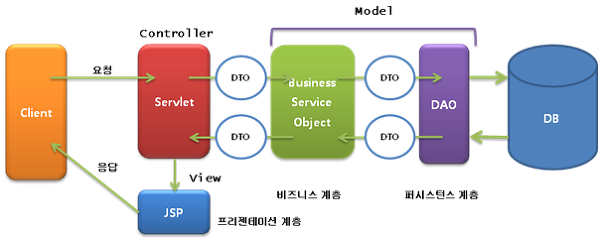 Model
Controller
요청
DTO
DTO
Client
Servlet
Business
Service
Object
DAO
DB
DTO
DTO
응답
View
JSP
프리젠테이션 계층
비즈니스 계층
퍼시스턴스 계층